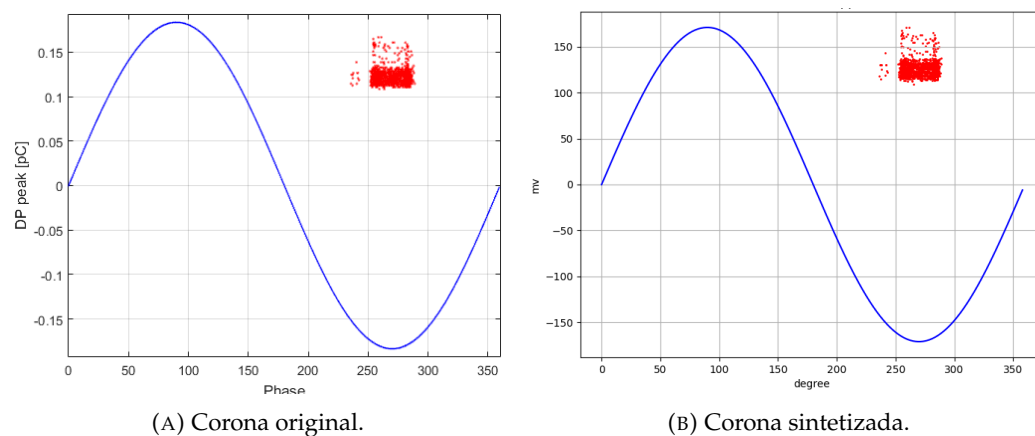 0.15
0.1
0.05
0
-0.05
-0.1
-0.15
DP peak [pC]
0 50 100 150 200 250 300 350
Phase
(A) Corona original.
150
100
50
0
−50
−100
−150
mv
0 50 100 150 200 250 300 350
degree
(B) Corona sintetizada.